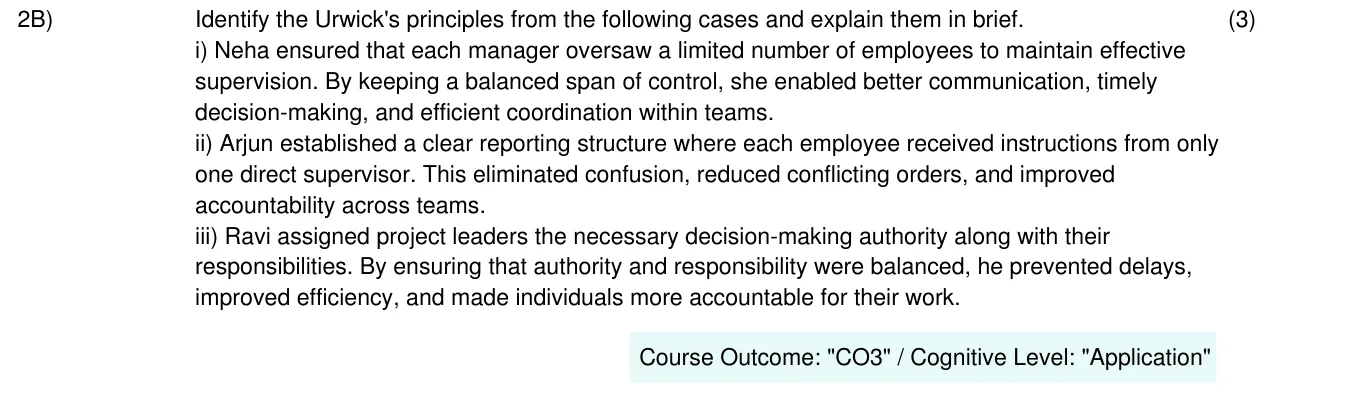 2B) Identify the Urwick's principles from the following cases and explain them in brief. (3)
i) Neha ensured that each manager oversaw a limited number of employees to maintain effective
supervision. By keeping a balanced span of control, she enabled better communication, timely
decision-making, and efficient coordination within teams.
ii) Arjun established a clear reporting structure where each employee received instructions from only
one direct supervisor. This eliminated confusion, reduced conflicting orders, and improved
accountability across teams.
iii) Ravi assigned project leaders the necessary decision-making authority along with their
responsibilities. By ensuring that authority and responsibility were balanced, he prevented delays,
improved efficiency, and made individuals more accountable for their work.
Course Outcome: "CO3" / Cognitive Level: "Application"